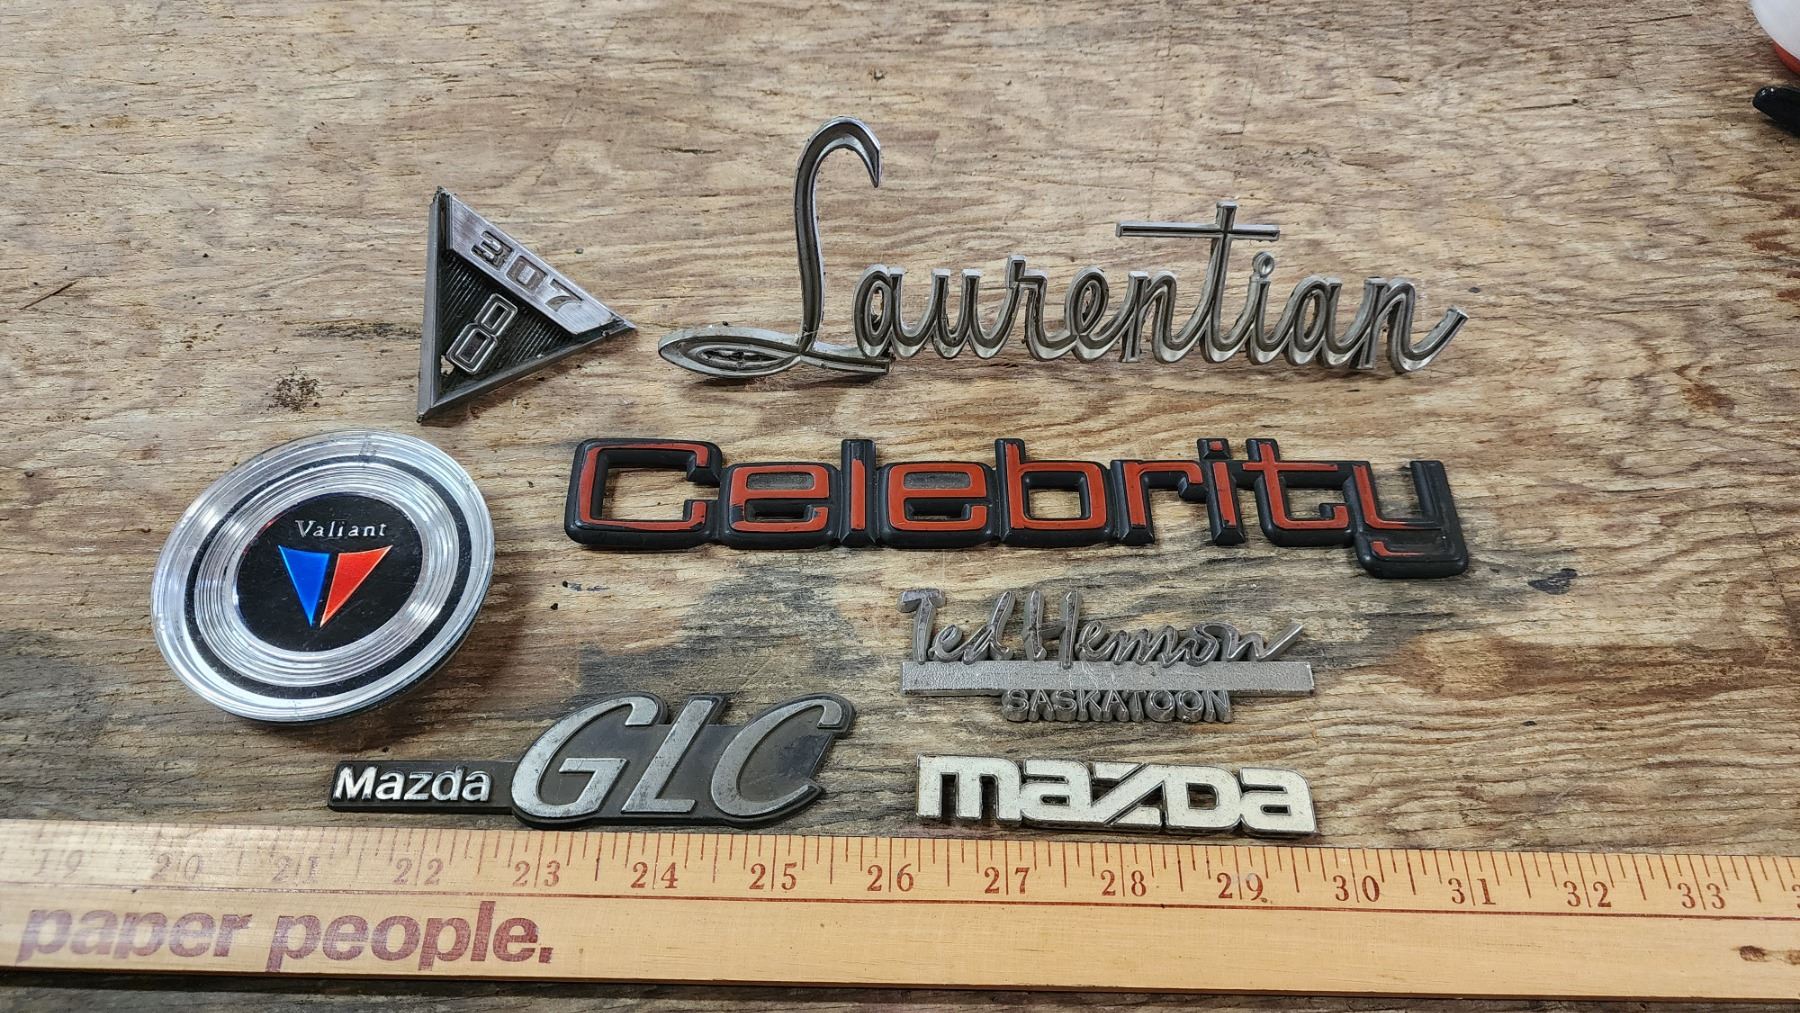 307
8
Laurentian
Celebrity
Valiant
Ted Hemson
SASKATOON
Mazda GLC
mazda
19 20 21 22 23 24 25 26 27 28 29 30 31 32 33
paper people.